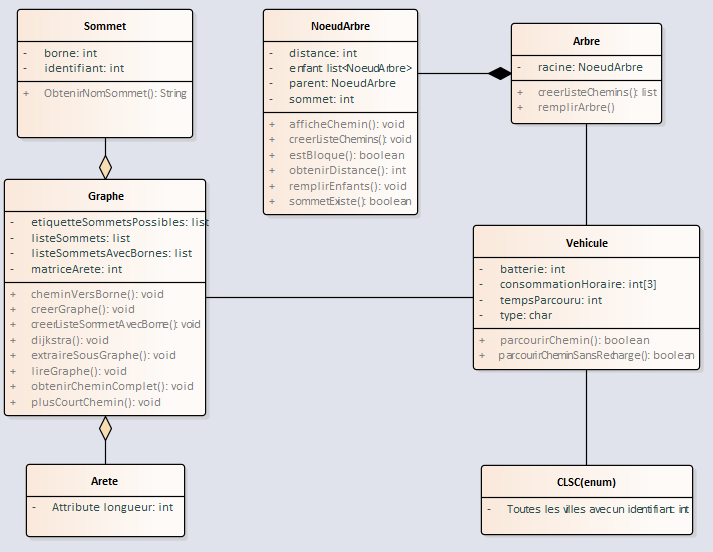 Sommet
- borne: int
- identifiant: int
+ ObtenirNomSommet(): String
NoeudArbre
- distance: int
- enfant list<NoeudArbre>
- parent: NoeudArbre
- sommet: int
+ afficheChemin(): void
+ creerListeChemins(): void
+ estBloque(): boolean
+ obtenirDistance(): int
+ remplirEnfants(): void
+ sommetExiste(): boolean
Arbre
- racine: NoeudArbre
+ creerListeChemins(): list
+ remplirArbre()
Graphe
- etiquetteSommetsPossibles: list
- listeSommets: list
- listeSommetsAvecBornes: list
- matriceArete: int
+ cheminVersBorne(): void
+ creerGraphe(): void
+ creerListeSommetAvecBorne(): void
+ dijkstra(): void
+ extraireSousGraphe(): void
+ lireGraphe(): void
+ obtenirCheminComplet(): void
+ plusCourtChemin(): void
Vehicule
- batterie: int
- consommationHoraire: int[3]
- tempsParcouru: int
- type: char
+ parcourirChemin(): boolean
+ parcourirCheminSansRecharge(): boolean
Arete
- Attribute longueur: int
CLSC(enum)
- Toutes les villes avec un identifiant: int